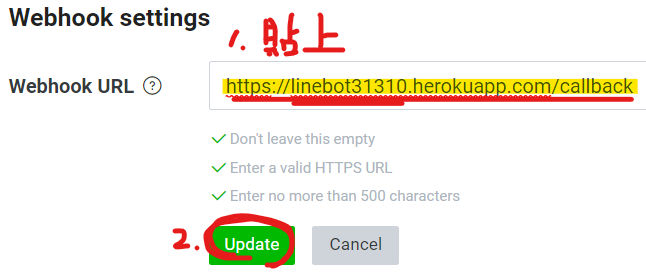 Webhook settings
1. 貼上
Webhook URL ?
https://linebot31310.herokuapp.com/callback
Don't leave this empty
Enter a valid HTTPS URL
Enter no more than 500 characters
2. Update Cancel